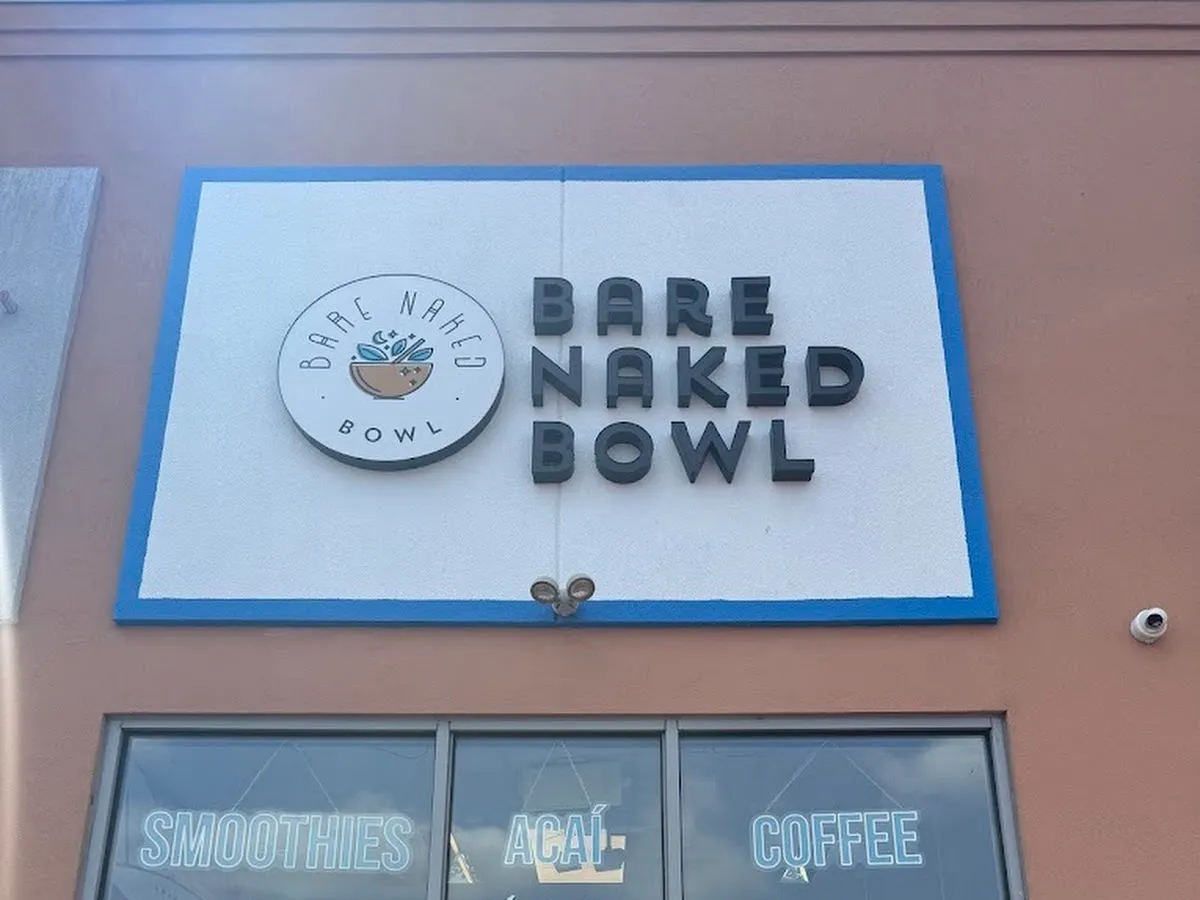 BARE NAKED
BOWL
BARE
NAKED
BOWL
SMOOTHIES
ACAÍ
COFFEE